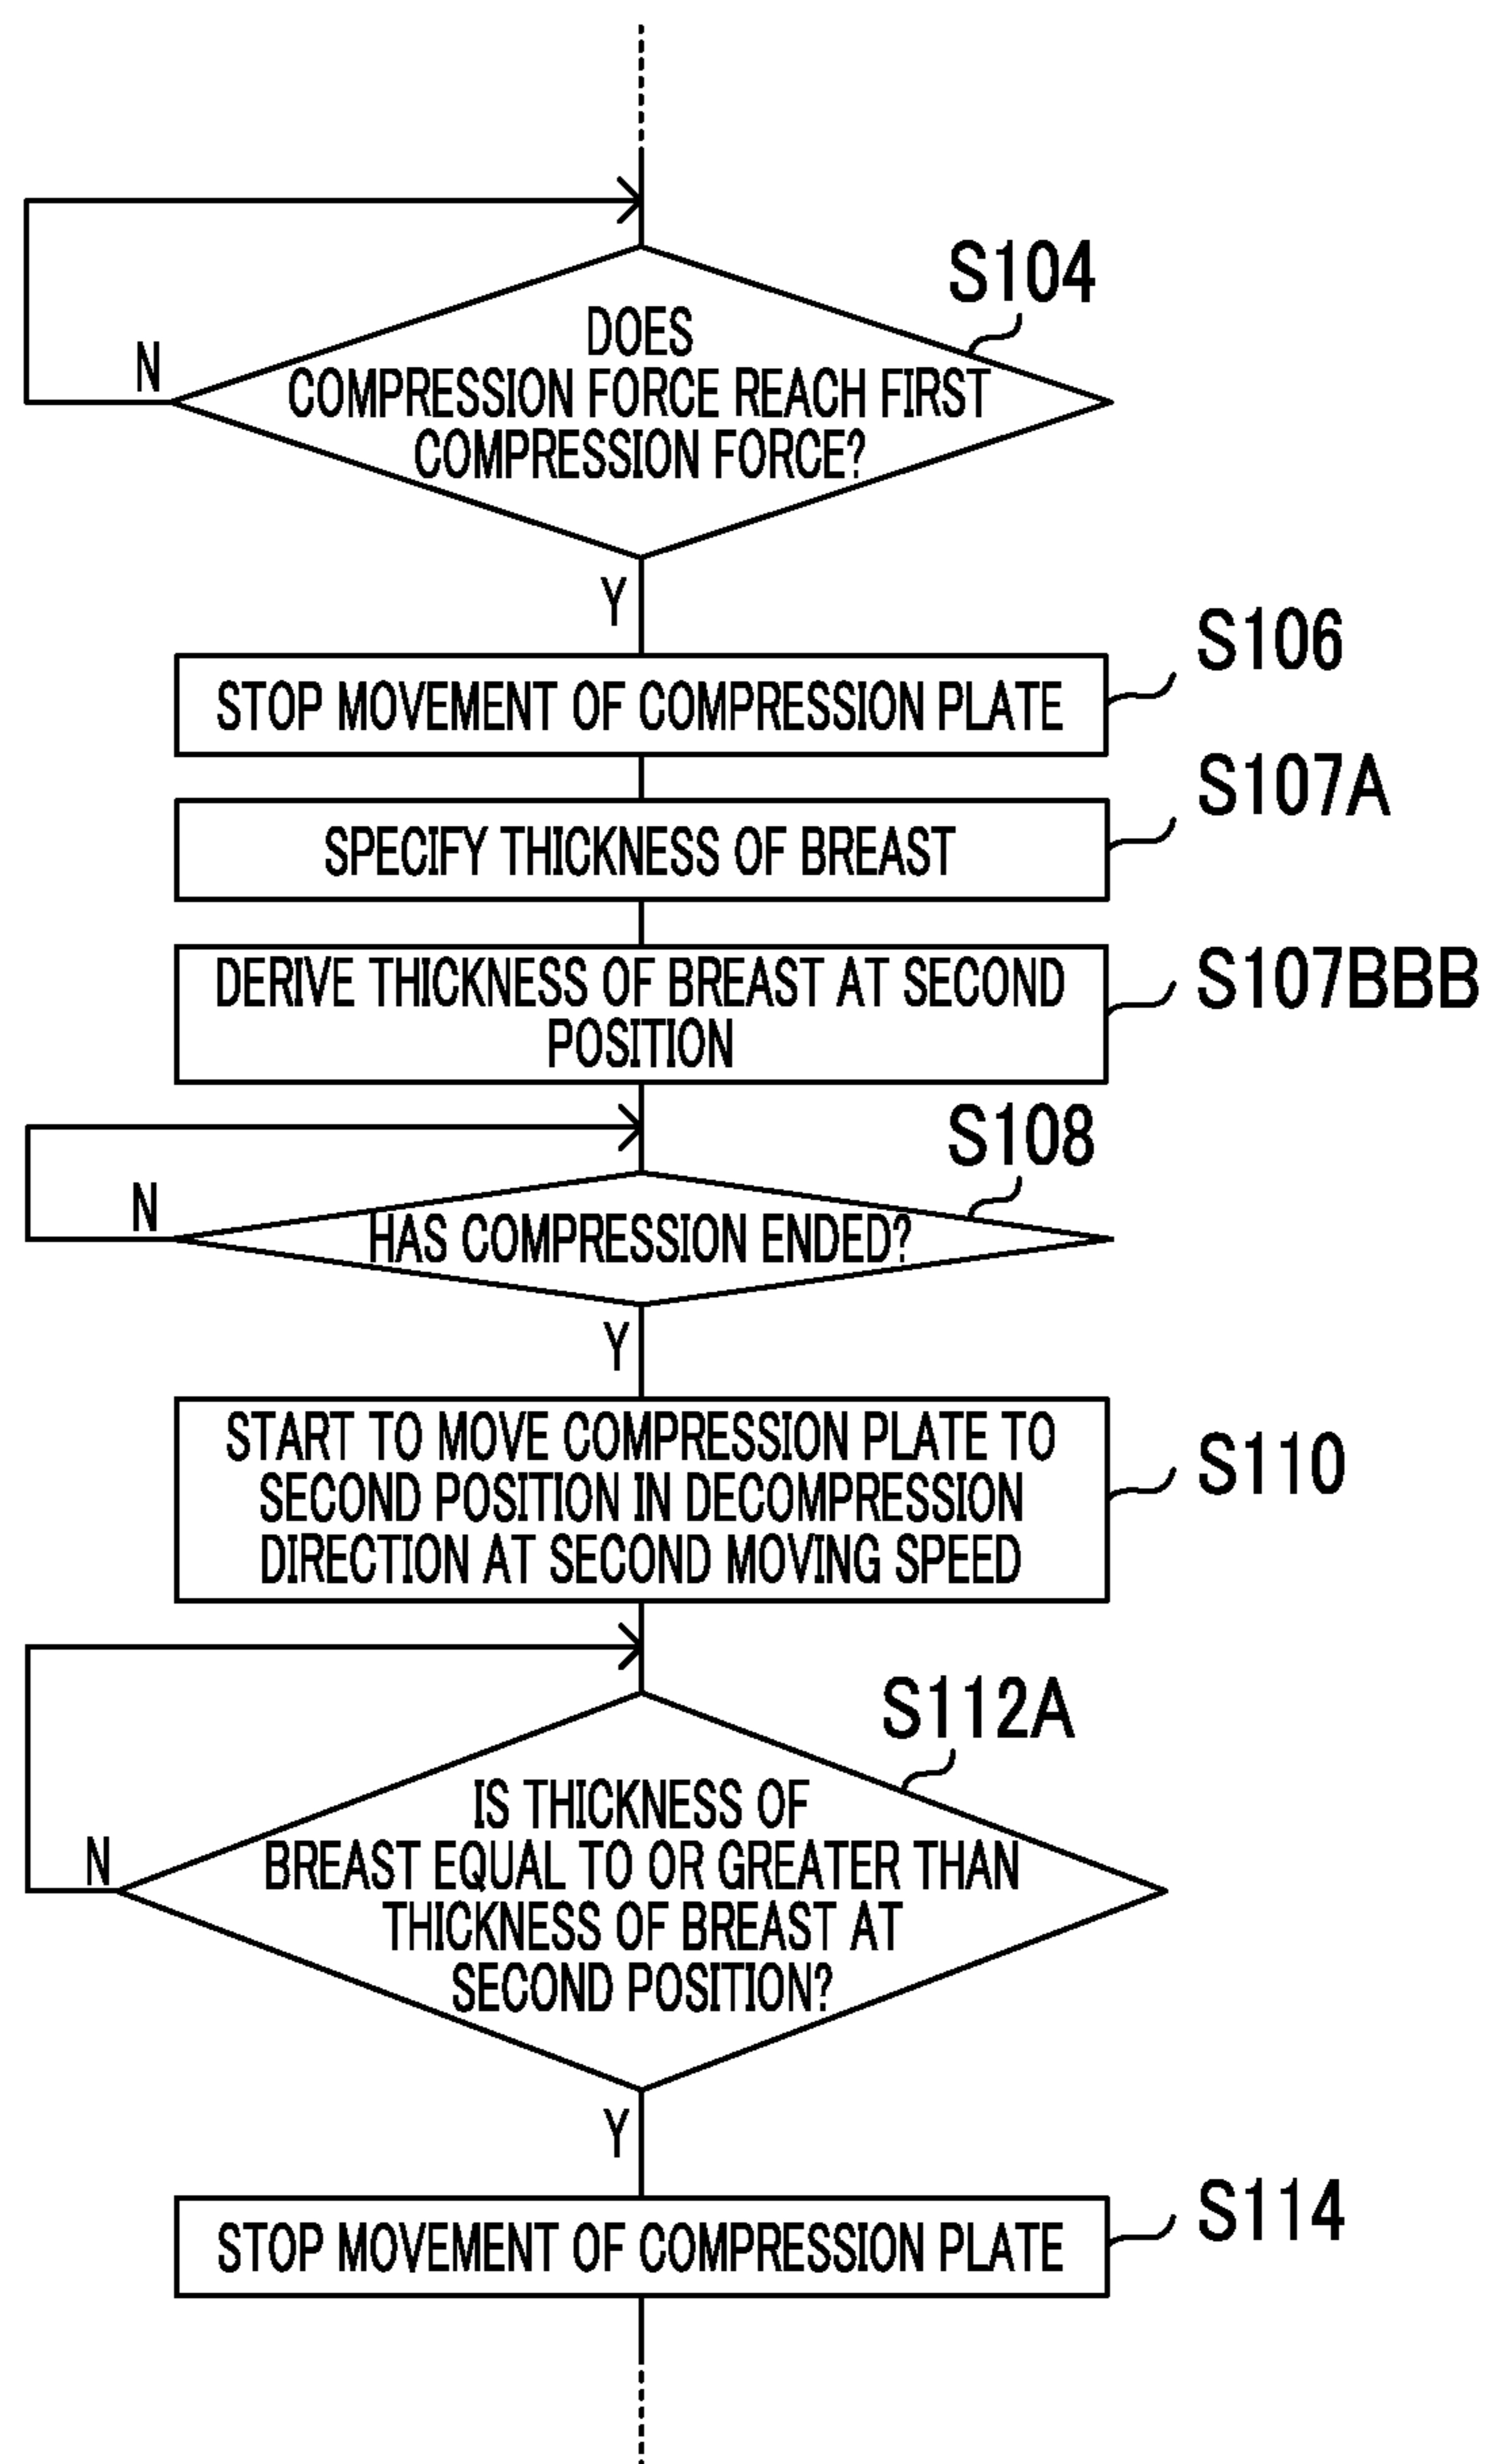 S104
DOES
COMPRESSION FORCE REACH FIRST
COMPRESSION FORCE?
N
Y
S106
STOP MOVEMENT OF COMPRESSION PLATE
S107A
SPECIFY THICKNESS OF BREAST
S107BBB
DERIVE THICKNESS OF BREAST AT SECOND
POSITION
S108
N
HAS COMPRESSION ENDED?
Y
START TO MOVE COMPRESSION PLATE TO
SECOND POSITION IN DECOMPRESSION
DIRECTION AT SECOND MOVING SPEED
S110
S112A
IS THICKNESS OF
BREAST EQUAL TO OR GREATER THAN
THICKNESS OF BREAST AT
SECOND POSITION?
N
Y
S114
STOP MOVEMENT OF COMPRESSION PLATE